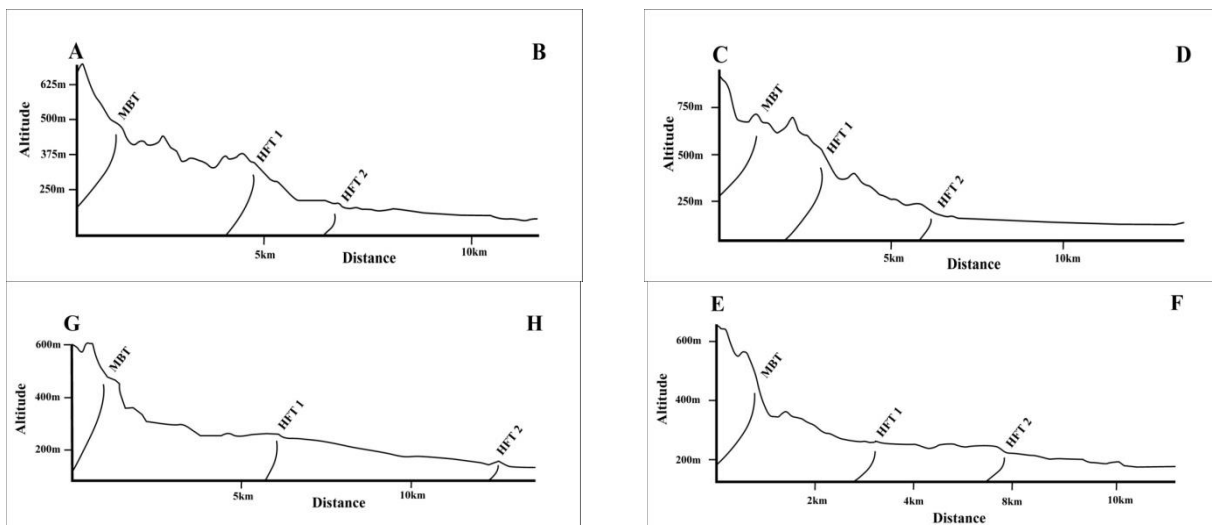 A
B
Altitude
625m
500m
375m
250m
MBT
HFT 1
HFT 2
5km
10km
Distance
C
D
Altitude
750m
500m
250m
MBT
HFT 1
HFT 2
5km
10km
Distance
G
H
Altitude
600m
400m
200m
MBT
HFT 1
HFT 2
5km
10km
Distance
E
F
Altitude
600m
400m
200m
MBT
HFT 1
HFT 2
2km
4km
8km
10km
Distance